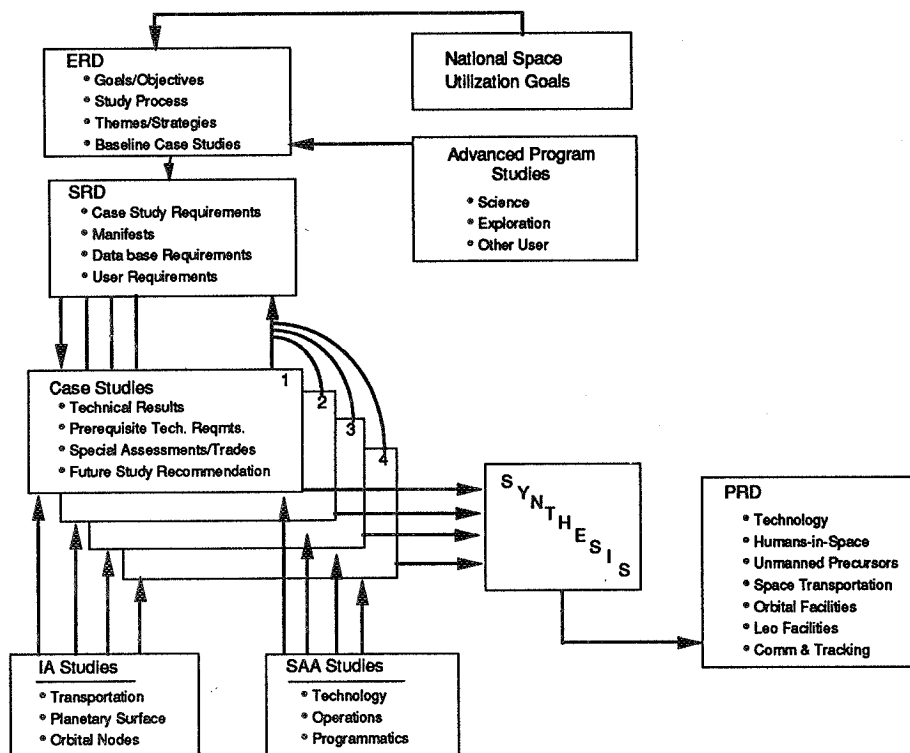 ERD
• Goals/Objectives
• Study Process
• Themes/Strategies
• Baseline Case Studies
National Space
Utilization Goals
Advanced Program
Studies
• Science
• Exploration
• Other User
SRD
• Case Study Requirements
• Manifests
• Data base Requirements
• User Requirements
1
Case Studies
• Technical Results
• Prerequisite Tech. Reqmts.
• Special Assessments/Trades
• Future Study Recommendation
2
3
4
SYNTHESIS
PRD
• Technology
• Humans-in-Space
• Unmanned Precursors
• Space Transportation
• Orbital Facilities
• Leo Facilities
• Comm & Tracking
IA Studies
• Transportation
• Planetary Surface
• Orbital Nodes
SAA Studies
• Technology
• Operations
• Programmatics